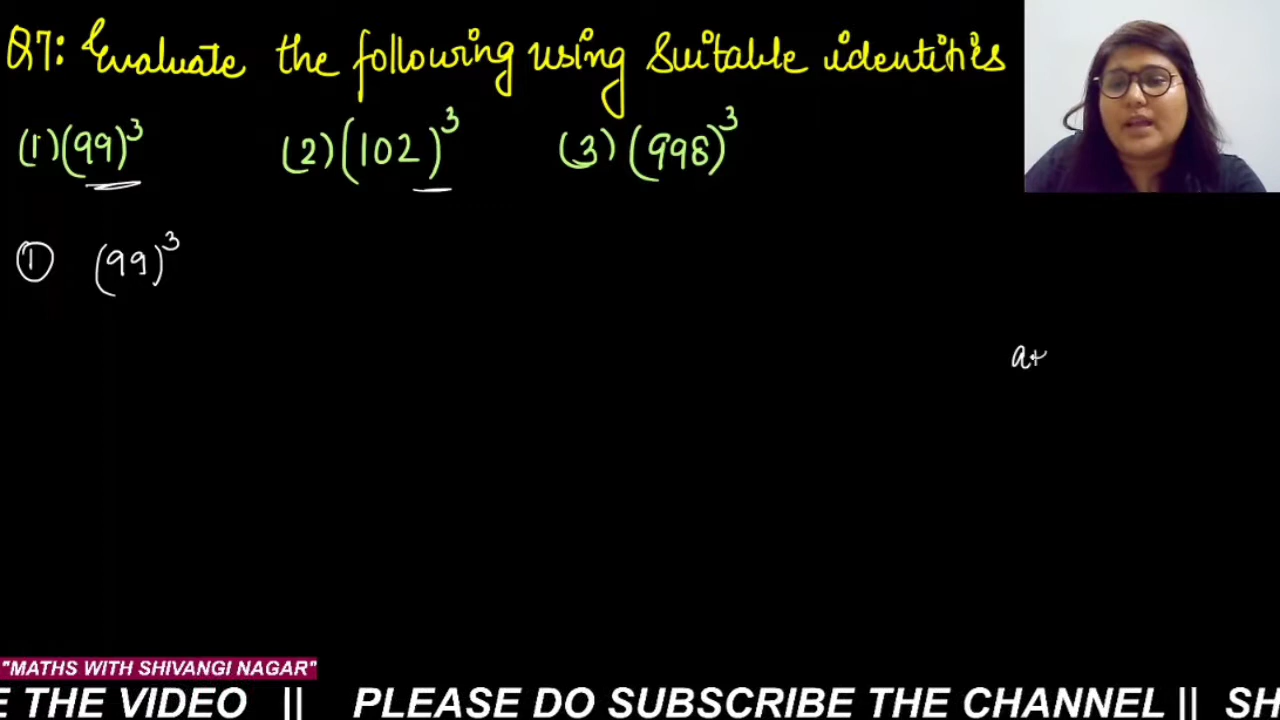 Q7: Evaluate the following using suitable identities
(1) (99)³ (2) (102)³ (3) (998)³
① (99)³
a+
"MATHS WITH SHIVANGI NAGAR"
E THE VIDEO || PLEASE DO SUBSCRIBE THE CHANNEL || SH